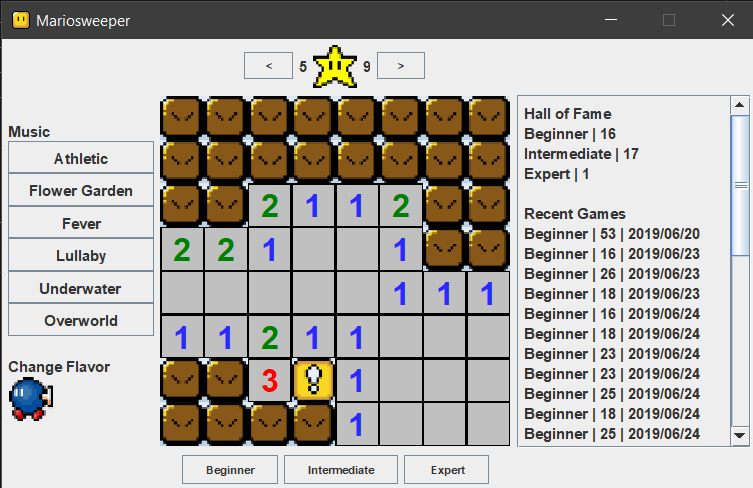 Mariosweeper
< 5 9 >
Music
Athletic
Flower Garden
Fever
Lullaby
Underwater
Overworld
Change Flavor
2 1 1 2
2 2 1 1
1 1 1
1 1 2 1 1
3 ! 1
1
Hall of Fame
Beginner | 16
Intermediate | 17
Expert | 1
Recent Games
Beginner | 53 | 2019/06/20
Beginner | 16 | 2019/06/23
Beginner | 26 | 2019/06/23
Beginner | 18 | 2019/06/23
Beginner | 16 | 2019/06/24
Beginner | 18 | 2019/06/24
Beginner | 23 | 2019/06/24
Beginner | 23 | 2019/06/24
Beginner | 25 | 2019/06/24
Beginner | 18 | 2019/06/24
Beginner | 25 | 2019/06/24
Beginner Intermediate Expert